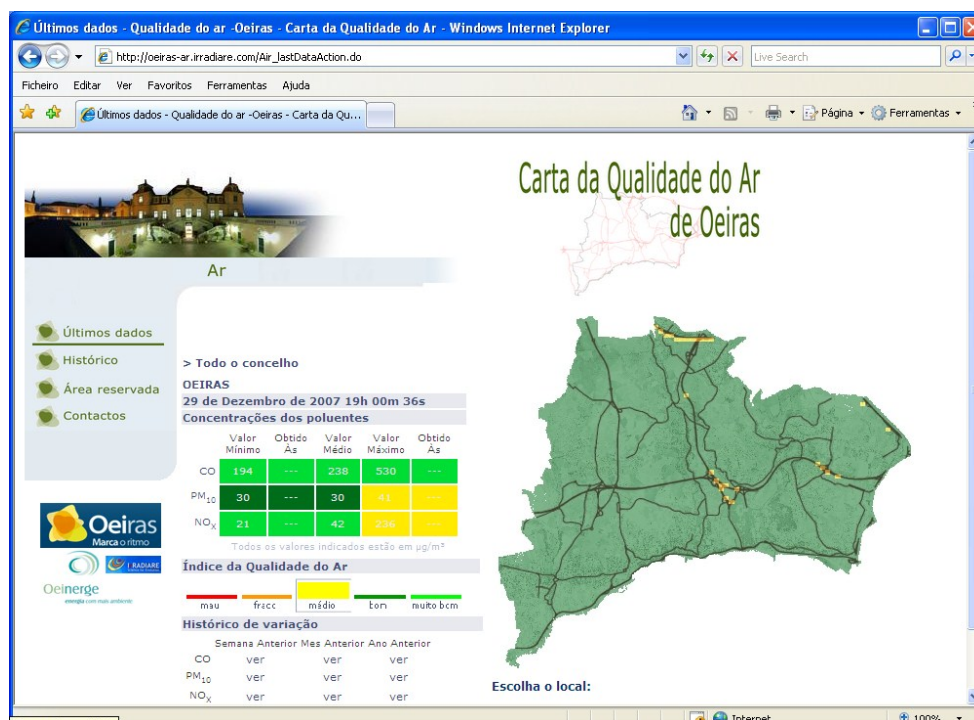 Últimos dados - Qualidade do ar -Oeiras - Carta da Qualidade do Ar - Windows Internet Explorer
http://oeiras-ar.irradiare.com/Air_lastDataAction.do
Live Search
Ficheiro Editar Ver Favoritos Ferramentas Ajuda
Últimos dados - Qualidade do ar -Oeiras - Carta da Qu...
Página
Ferramentas
Carta da Qualidade do Ar
de Oeiras
Ar
Últimos dados
Histórico
Área reservada
Contactos
Oeiras
Marca o ritmo
IRADIARE
Oeinerge
energia com mais ambiente
> Todo o concelho
OEIRAS
29 de Dezembro de 2007 19h 00m 36s
Concentrações dos poluentes
Valor Mínimo Obtido Às Valor Médio Valor Máximo Obtido Às
CO 194 --- 238 530 ---
PM10 30 --- 30 41 ---
NOX 21 --- 42 236 ---
Todos os valores indicados estão em µg/m³
Índice da Qualidade do Ar
mau fraco médio bom muito bom
Histórico de variação
Semana Anterior Mes Anterior Ano Anterior
CO ver ver ver
PM10 ver ver ver
NOX ver ver ver
Escolha o local:
Internet
100%